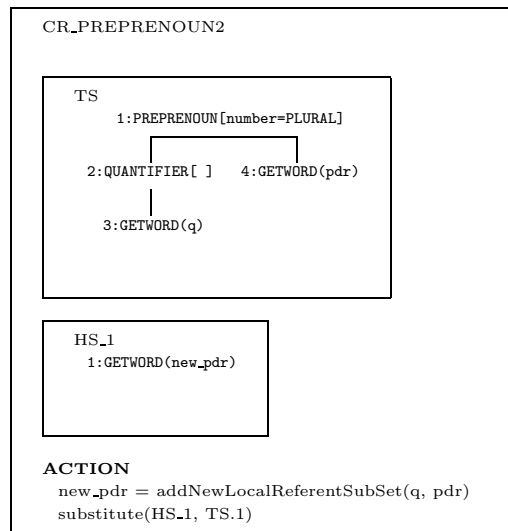 CR_PREPRENOUN2
TS
1:PREPRENOUN[number=PLURAL]
2:QUANTIFIER[ ] 4:GETWORD(pdr)
3:GETWORD(q)
HS_1
1:GETWORD(new_pdr)
ACTION
new_pdr = addNewLocalReferentSubSet(q, pdr)
substitute(HS_1, TS.1)